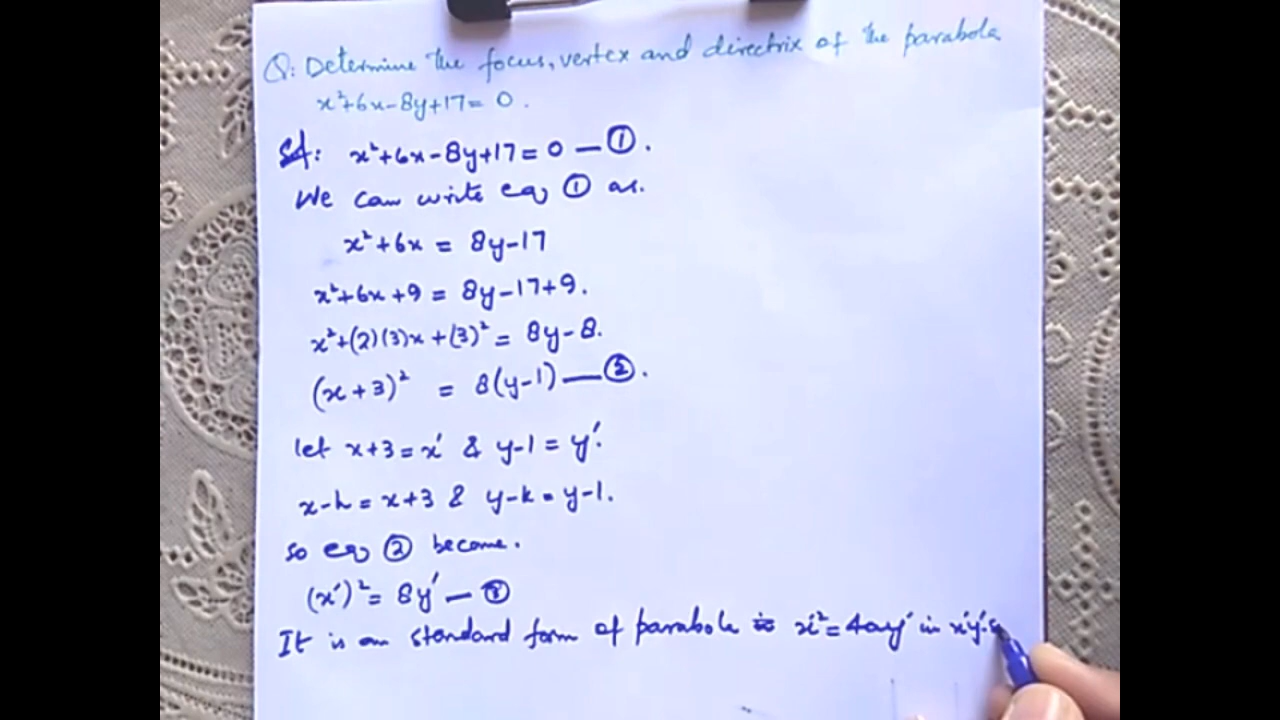 Q: Determine the focus, vertex and directrix of the parabola
x²+6x-8y+17= 0.
Sol: x²+6x-8y+17=0 — ①.
We can write eq ① as.
x²+6x = 8y-17
x²+6x+9 = 8y-17+9.
x²+(2)(3)x+(3)² = 8y-8.
(x+3)² = 8(y-1) — ②.
let x+3=x' & y-1=y'.
x-h=x+3 & y-k=y-1.
so eq ② become.
(x')²= 8y' — ③
It is an standard form of parabola x'²=4ay' in x'y'